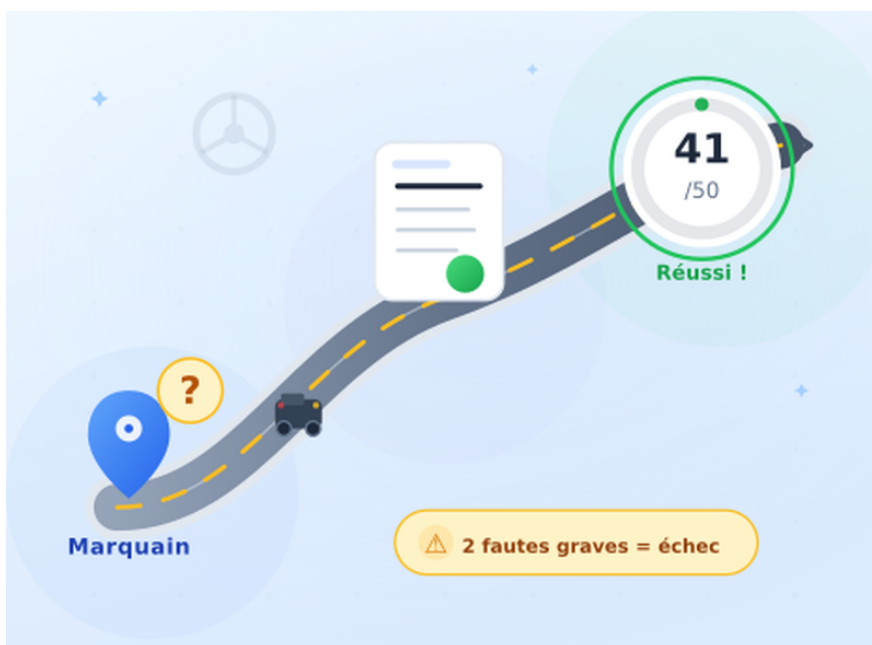 41
/50
Réussi !
?
Marquain
⚠ 2 fautes graves = échec